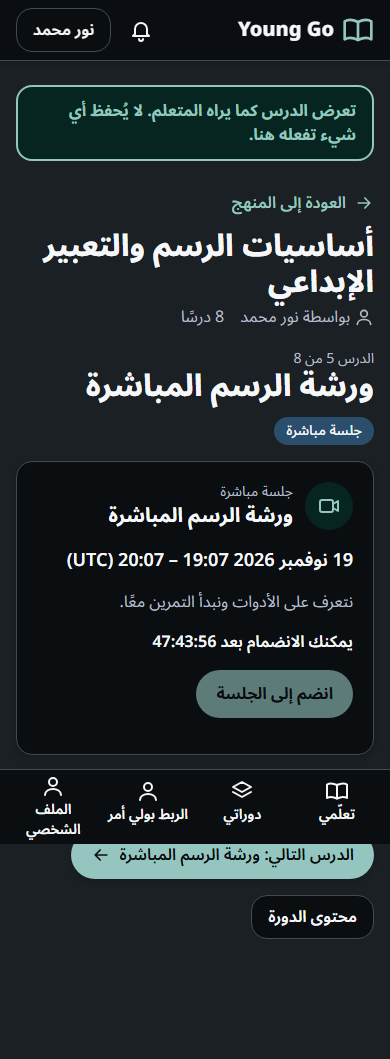 Young Go
نور محمد
تعرض الدرس كما يراه المتعلم. لا يُحفظ أي
شيء تفعله هنا.
العودة إلى المنهج
أساسيات الرسم والتعبير
الإبداعي
بواسطة نور محمد 8 درسًا
الدرس 5 من 8
ورشة الرسم المباشرة
جلسة مباشرة
جلسة مباشرة
ورشة الرسم المباشرة
19 نوفمبر 2026 19:07 – 20:07 (UTC)
نتعرف على الأدوات ونبدأ التمرين معًا.
يمكنك الانضمام بعد 47:43:56
انضم إلى الجلسة
تعلّمي
دوراتي
الربط بولي أمر
الملف
الشخصي
الدرس التالي: ورشة الرسم المباشرة
محتوى الدورة